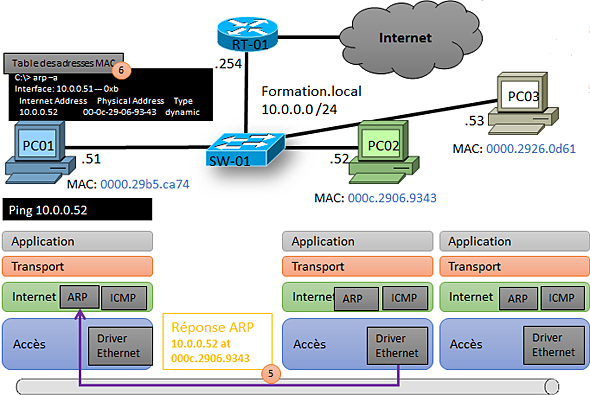 RT-01
Internet
Table des adresses MAC
6
.254
C:\> arp –a
Interface: 10.0.0.51 — 0xb
Internet Address Physical Address Type
10.0.0.52 00-0c-29-06-93-43 dynamic
Formation.local
10.0.0.0 /24
PC03
.53
PC01
.51
SW-01
.52
PC02
MAC: 0000.2926.0d61
MAC: 0000.29b5.ca74
MAC: 000c.2906.9343
Ping 10.0.0.52
Application
Transport
Internet
ARP
ICMP
Accès
Driver
Ethernet
Réponse ARP
10.0.0.52 at
000c.2906.9343
5
Application
Transport
Internet
ARP
ICMP
Accès
Driver
Ethernet
Application
Transport
Internet
ARP
ICMP
Accès
Driver
Ethernet